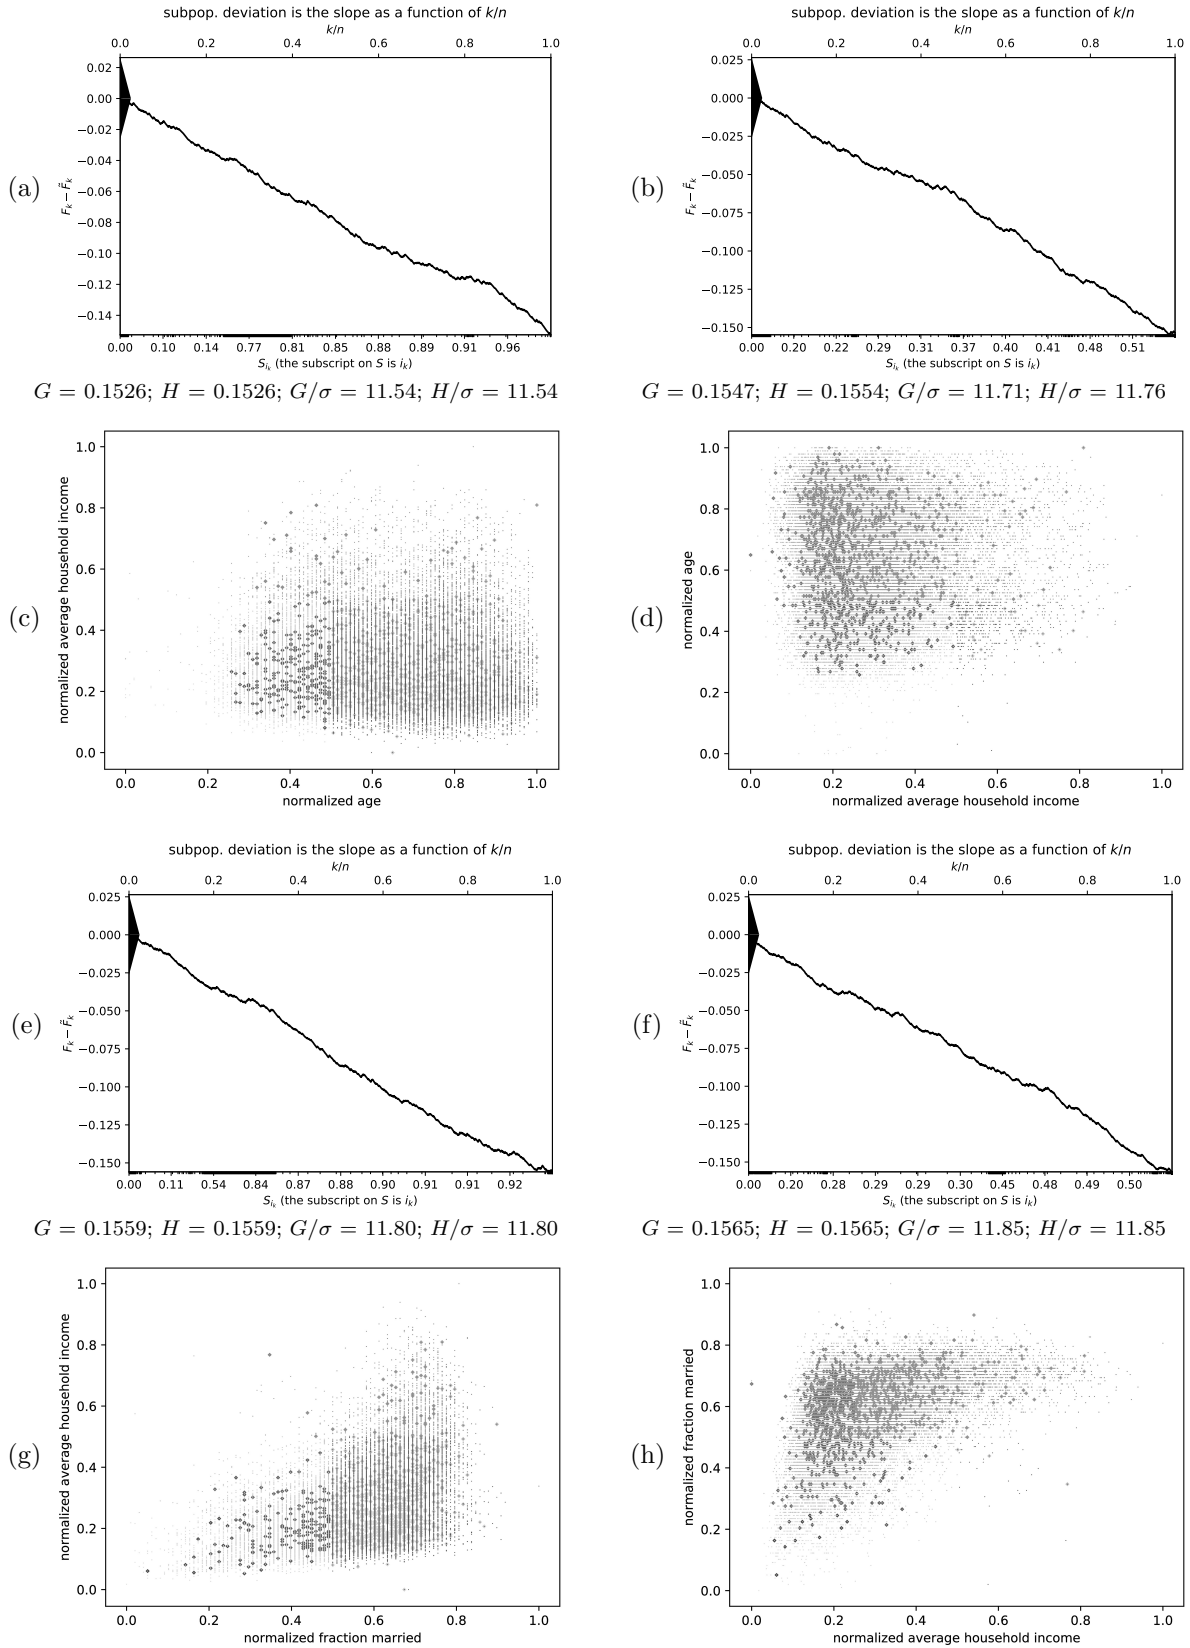 subpop. deviation is the slope as a function of k/n
k/n
0.0 0.2 0.4 0.6 0.8 1.0
0.02
0.00
−0.02
−0.04
−0.06
−0.08
−0.10
−0.12
−0.14
F_k − F̃_k
(a)
0.00 0.10 0.14 0.77 0.81 0.85 0.88 0.89 0.91 0.96
S_{i_k} (the subscript on S is i_k)
G = 0.1526; H = 0.1526; G/σ = 11.54; H/σ = 11.54
subpop. deviation is the slope as a function of k/n
k/n
0.0 0.2 0.4 0.6 0.8 1.0
0.025
0.000
−0.025
−0.050
−0.075
−0.100
−0.125
−0.150
F_k − F̃_k
(b)
0.00 0.20 0.22 0.29 0.31 0.37 0.40 0.41 0.48 0.51
S_{i_k} (the subscript on S is i_k)
G = 0.1547; H = 0.1554; G/σ = 11.71; H/σ = 11.76
1.0
0.8
0.6
0.4
0.2
0.0
normalized average household income
(c)
0.0 0.2 0.4 0.6 0.8 1.0
normalized age
1.0
0.8
0.6
0.4
0.2
0.0
normalized age
(d)
0.0 0.2 0.4 0.6 0.8 1.0
normalized average household income
subpop. deviation is the slope as a function of k/n
k/n
0.0 0.2 0.4 0.6 0.8 1.0
0.025
0.000
−0.025
−0.050
−0.075
−0.100
−0.125
−0.150
F_k − F̃_k
(e)
0.00 0.11 0.54 0.84 0.87 0.88 0.90 0.91 0.91 0.92
S_{i_k} (the subscript on S is i_k)
G = 0.1559; H = 0.1559; G/σ = 11.80; H/σ = 11.80
subpop. deviation is the slope as a function of k/n
k/n
0.0 0.2 0.4 0.6 0.8 1.0
0.025
0.000
−0.025
−0.050
−0.075
−0.100
−0.125
−0.150
F_k − F̃_k
(f)
0.00 0.20 0.28 0.29 0.29 0.30 0.45 0.48 0.49 0.50
S_{i_k} (the subscript on S is i_k)
G = 0.1565; H = 0.1565; G/σ = 11.85; H/σ = 11.85
1.0
0.8
0.6
0.4
0.2
0.0
normalized average household income
(g)
0.0 0.2 0.4 0.6 0.8 1.0
normalized fraction married
1.0
0.8
0.6
0.4
0.2
0.0
normalized fraction married
(h)
0.0 0.2 0.4 0.6 0.8 1.0
normalized average household income